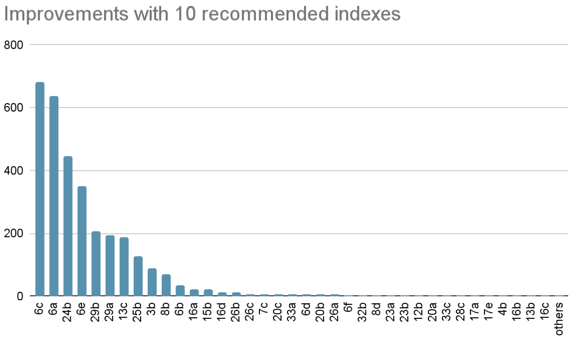 Improvements with 10 recommended indexes
800
600
400
200
0
6c 6a 24b 6e 29b 29a 13c 25b 3b 8b 6b 16a 15b 16d 26b 26c 7c 20c 33a 6d 20b 26a 6f 32b 8d 23a 23b 12b 20a 33c 28c 17a 17e 4b 16b 13b 16c others